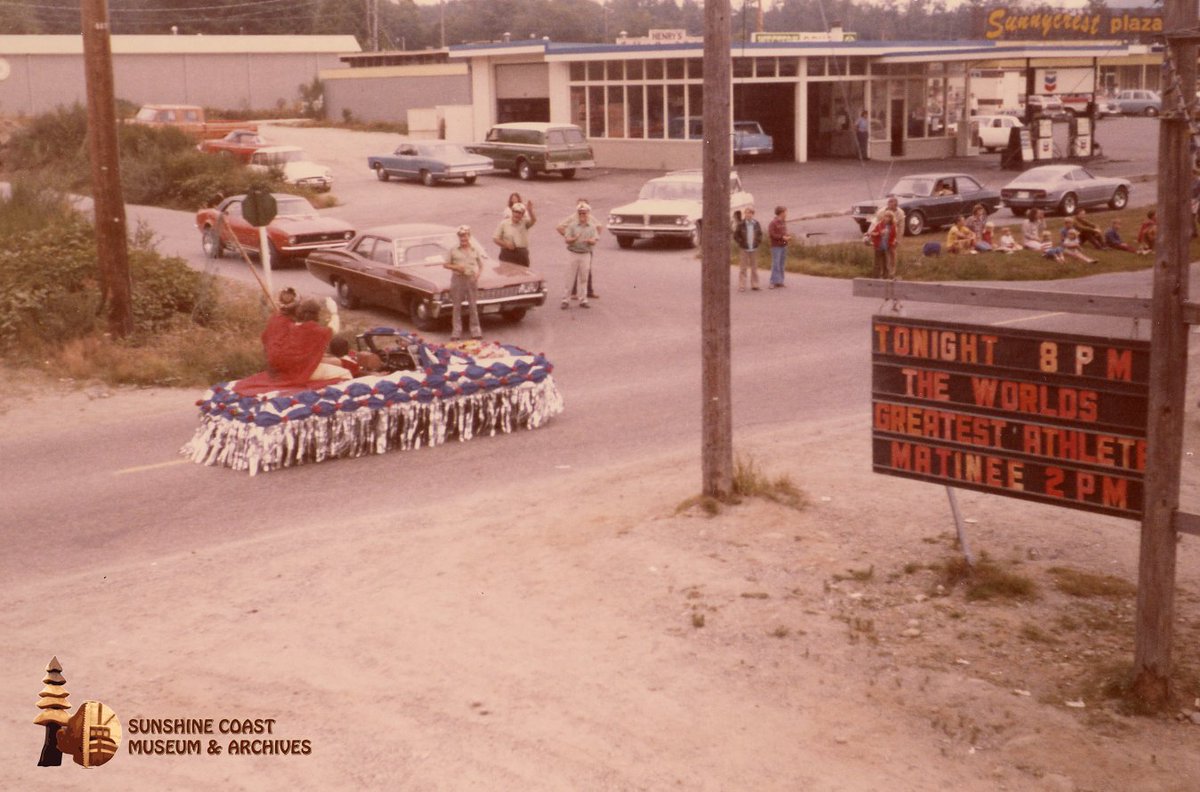 Sunnycrest plaza
HENRY'S
TONIGHT 8 PM
THE WORLDS
GREATEST ATHLETE
MATINEE 2 PM
SUNSHINE COAST
MUSEUM & ARCHIVES